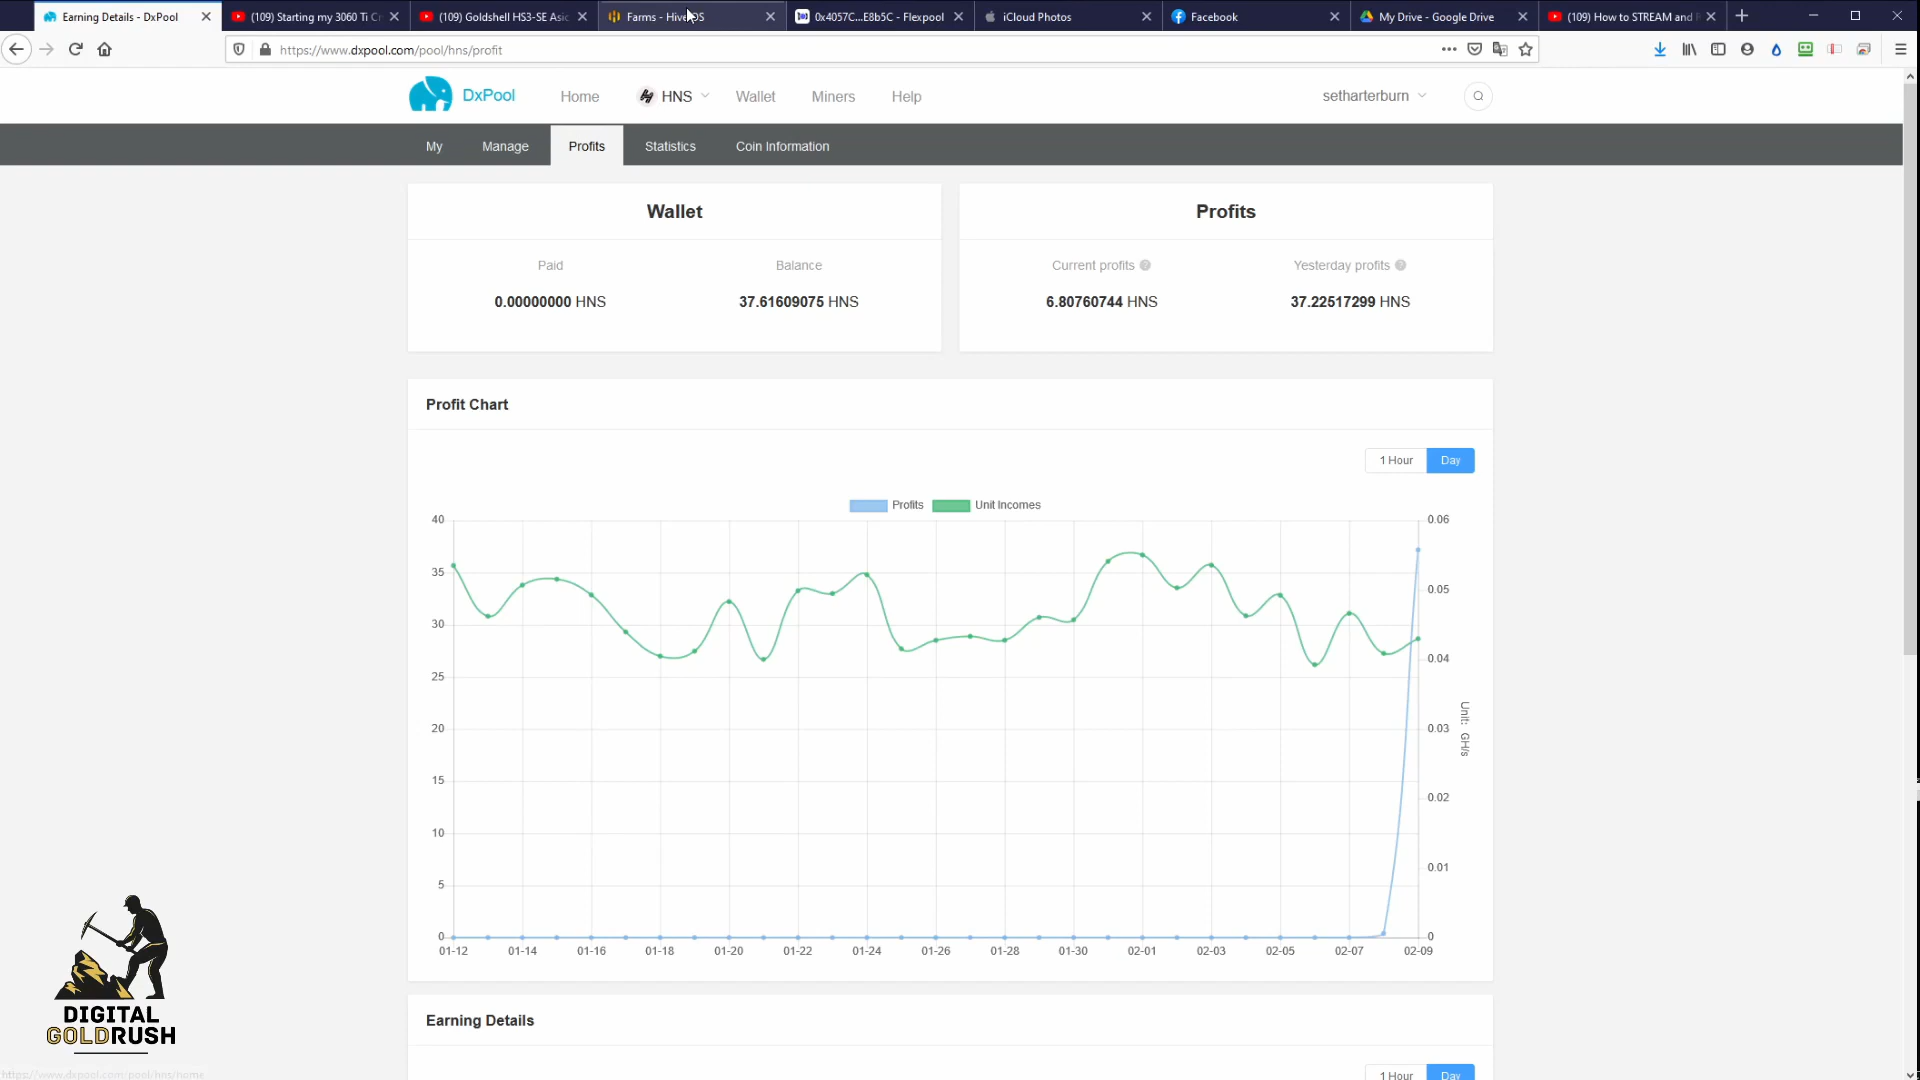 Earning Details - DxPool
(109) Starting my 3060 Ti C
(109) Goldshell HS3-SE Asic
Farms - HiveOS
0x4057C...E8b5C - Flexpool
iCloud Photos
Facebook
My Drive - Google Drive
(109) How to STREAM and
https://www.dxpool.com/pool/hns/profit
DxPool
Home
HNS
Wallet
Miners
Help
setharterburn
My
Manage
Profits
Statistics
Coin Information
Wallet
Profits
Paid
Balance
Current profits ?
Yesterday profits ?
0.00000000 HNS
37.61609075 HNS
6.80760744 HNS
37.22517299 HNS
Profit Chart
1 Hour
Day
Profits
Unit Incomes
40
35
30
25
20
15
10
5
0
0.06
0.05
0.04
0.03
0.02
0.01
0
Unit: GH/s
01-12
01-14
01-16
01-18
01-20
01-22
01-24
01-26
01-28
01-30
02-01
02-03
02-05
02-07
02-09
Earning Details
1 Hour
Day
DIGITAL
GOLDRUSH
https://www.dxpool.com/pool/hns/home